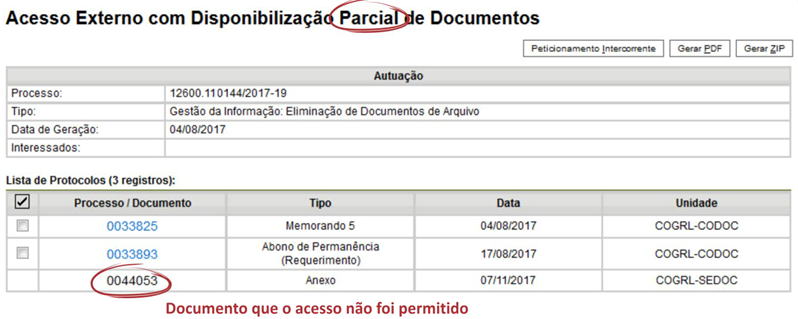 Acesso Externo com Disponibilização Parcial de Documentos
Peticionamento Intercorrente Gerar PDF Gerar ZIP
Autuação
Processo: 12600.110144/2017-19
Tipo: Gestão da Informação: Eliminação de Documentos de Arquivo
Data de Geração: 04/08/2017
Interessados:
Lista de Protocolos (3 registros):
Processo / Documento Tipo Data Unidade
0033825 Memorando 5 04/08/2017 COGRL-CODOC
0033893 Abono de Permanência (Requerimento) 17/08/2017 COGRL-CODOC
0044053 Anexo 07/11/2017 COGRL-SEDOC
Documento que o acesso não foi permitido